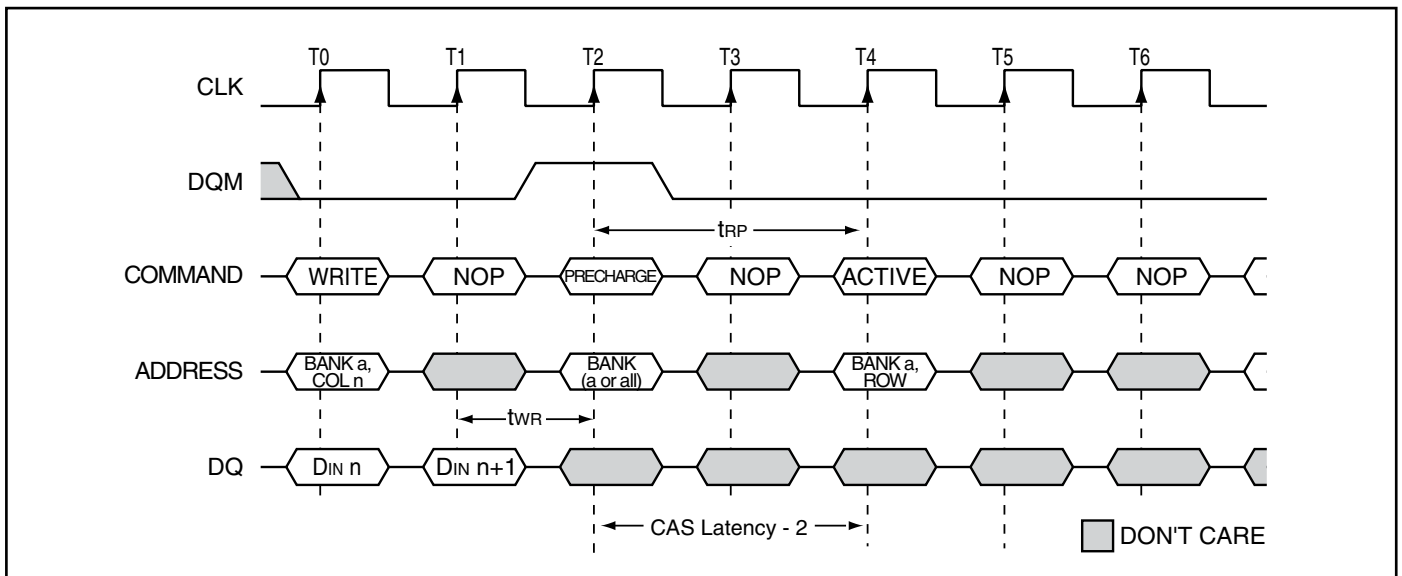 T0 T1 T2 T3 T4 T5 T6
CLK
DQM
tRP
COMMAND WRITE NOP PRECHARGE NOP ACTIVE NOP NOP
ADDRESS BANK a, COL n BANK (a or all) BANK a, ROW
tWR
DQ DIN n DIN n+1
CAS Latency - 2
DON'T CARE